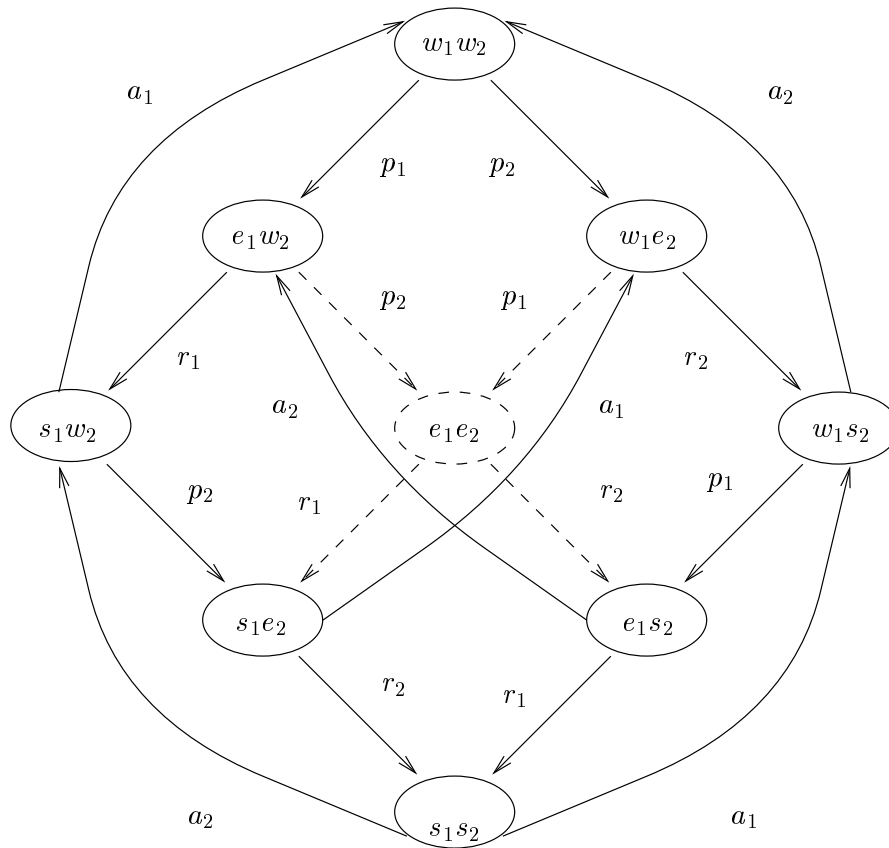 w₁w₂
a₁ a₂
p₁ p₂
e₁w₂ w₁e₂
p₂ p₁
r₁ r₂
a₂ a₁
s₁w₂ e₁e₂ w₁s₂
p₂ r₁ r₂ p₁
s₁e₂ e₁s₂
r₂ r₁
a₂ s₁s₂ a₁